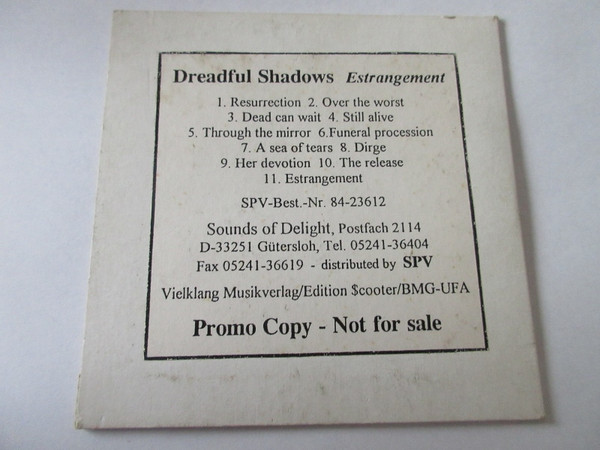 Dreadful Shadows Estrangement
1. Resurrection 2. Over the worst
3. Dead can wait 4. Still alive
5. Through the mirror 6.Funeral procession
7. A sea of tears 8. Dirge
9. Her devotion 10. The release
11. Estrangement
SPV-Best.-Nr. 84-23612
Sounds of Delight, Postfach 2114
D-33251 Gütersloh, Tel. 05241-36404
Fax 05241-36619 - distributed by SPV
Vielklang Musikverlag/Edition $cooter/BMG-UFA
Promo Copy - Not for sale